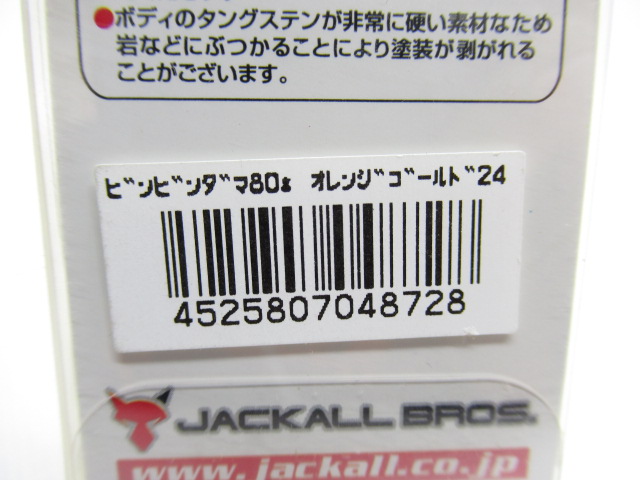 ●ボディのタングステンが非常に硬い素材なため
岩などにぶつかることにより塗装が剥がれる
ことがございます。
ﾋﾞﾝﾋﾞﾝﾀﾞﾏ80g ｵﾚﾝｼﾞｺﾞｰﾙﾄﾞ24
4525807048728
JACKALL BROS.
www.jackall.co.jp